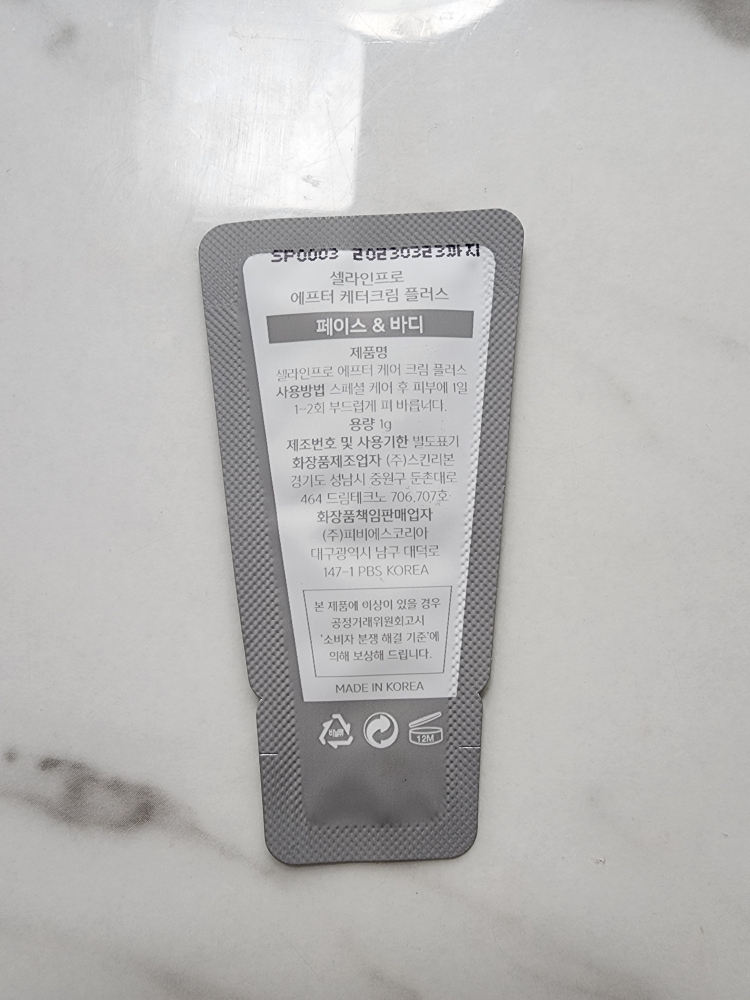 SP0003 20230323까지
셀라인프로
에프터 케터크림 플러스
페이스 & 바디
제품명
셀라인프로 에프터 케어 크림 플러스
사용방법 스페셜 케어 후 피부에 1일
1-2회 부드럽게 펴 바릅니다.
용량 1g
제조번호 및 사용기한 별도표기
화장품제조업자 (주)스킨리본
경기도 성남시 중원구 둔촌대로
464 드림테크노 706,707호
화장품책임판매업자
(주)피비에스코리아
대구광역시 남구 대덕로
147-1 PBS KOREA
본 제품에 이상이 있을 경우
공정거래위원회고시
'소비자 분쟁 해결 기준'에
의해 보상해 드립니다.
MADE IN KOREA
비닐류
12M